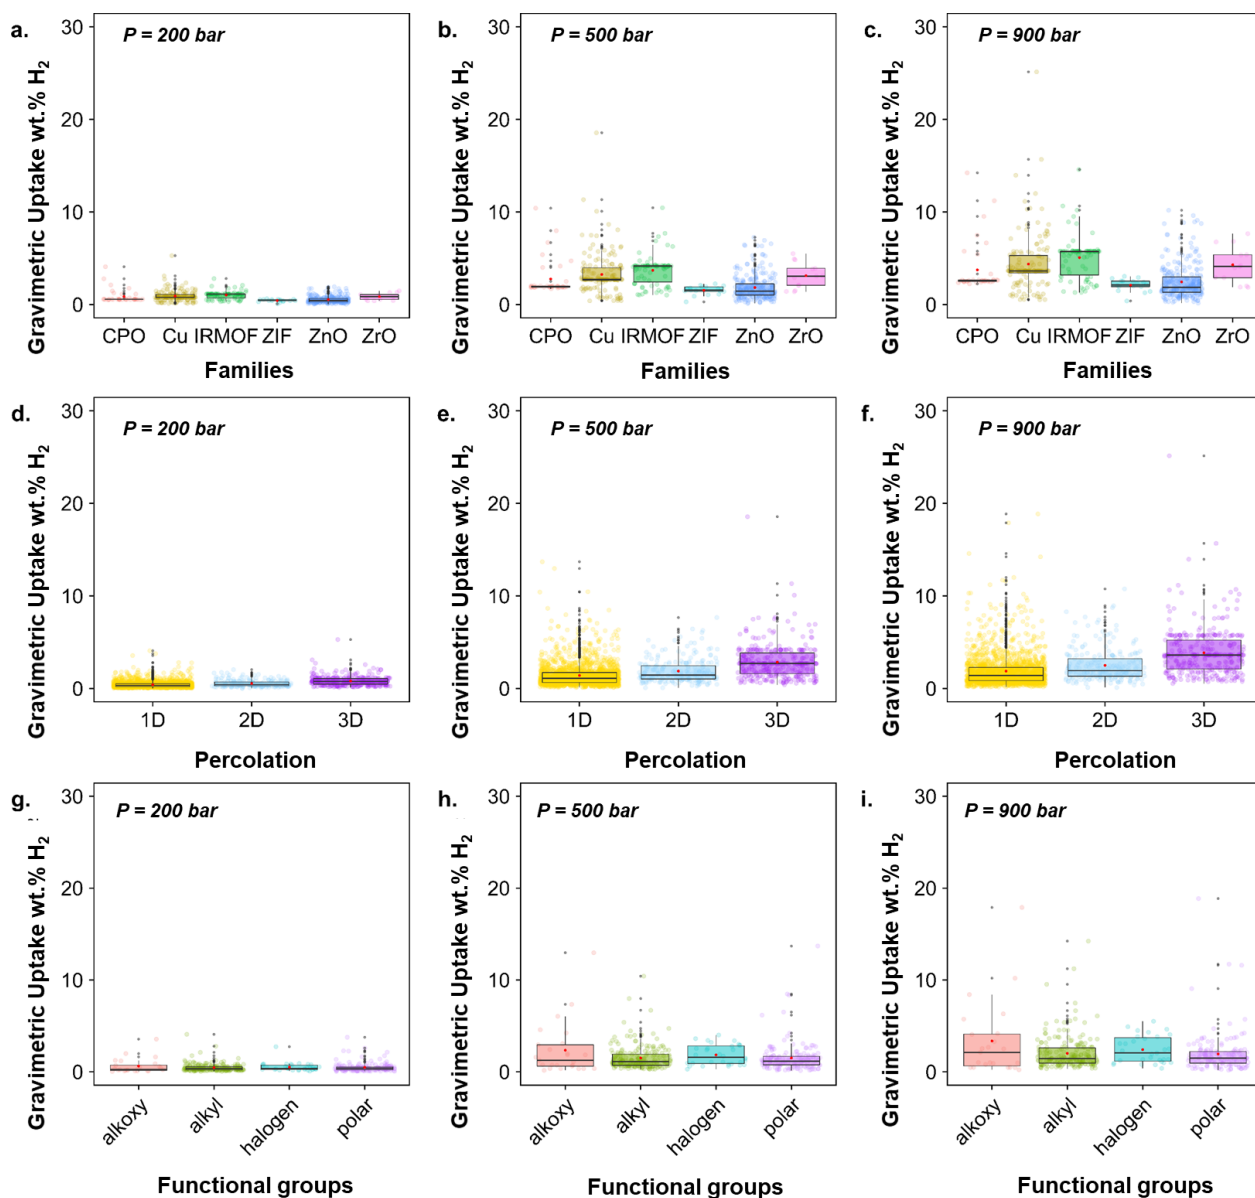 a.
P = 200 bar
Gravimetric Uptake wt.% H2
30
20
10
0
CPO Cu IRMOF ZIF ZnO ZrO
Families
b.
P = 500 bar
Gravimetric Uptake wt.% H2
30
20
10
0
CPO Cu IRMOF ZIF ZnO ZrO
Families
c.
P = 900 bar
Gravimetric Uptake wt.% H2
30
20
10
0
CPO Cu IRMOF ZIF ZnO ZrO
Families
d.
P = 200 bar
Gravimetric Uptake wt.% H2
30
20
10
0
1D 2D 3D
Percolation
e.
P = 500 bar
Gravimetric Uptake wt.% H2
30
20
10
0
1D 2D 3D
Percolation
f.
P = 900 bar
Gravimetric Uptake wt.% H2
30
20
10
0
1D 2D 3D
Percolation
g.
P = 200 bar
Gravimetric Uptake wt.% H2
30
20
10
0
alkoxy alkyl halogen polar
Functional groups
h.
P = 500 bar
Gravimetric Uptake wt.% H2
30
20
10
0
alkoxy alkyl halogen polar
Functional groups
i.
P = 900 bar
Gravimetric Uptake wt.% H2
30
20
10
0
alkoxy alkyl halogen polar
Functional groups